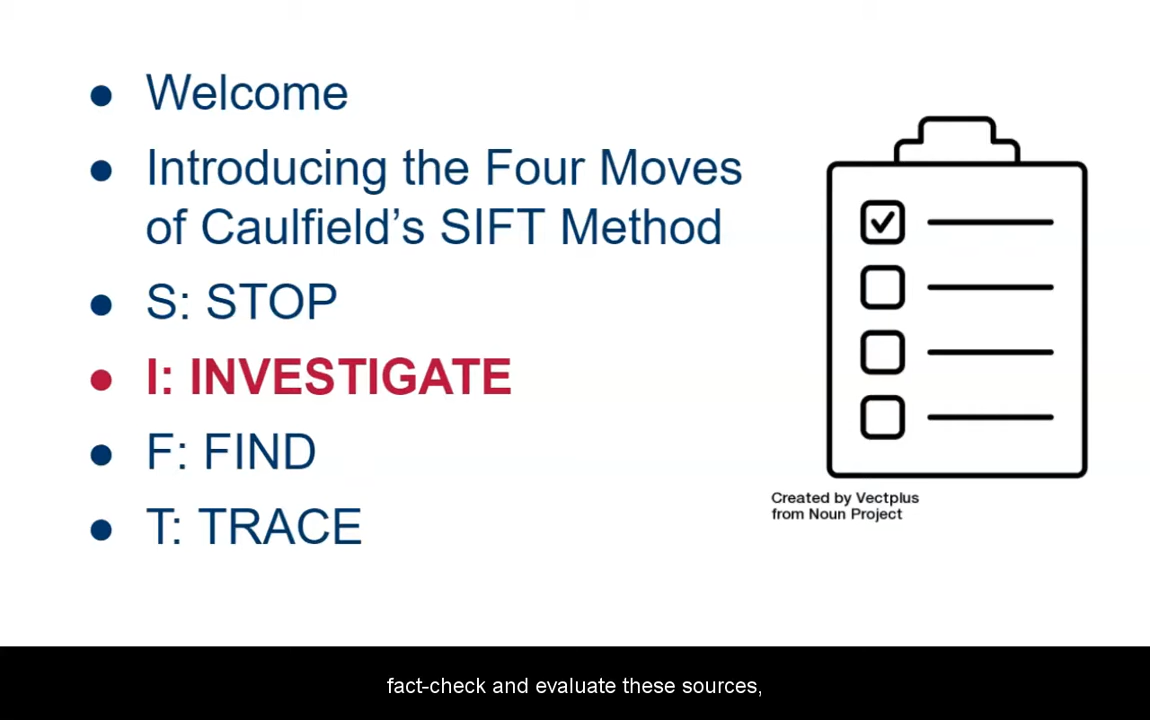 ● Welcome
● Introducing the Four Moves
of Caulfield’s SIFT Method
● S: STOP
● I: INVESTIGATE
● F: FIND
● T: TRACE
Created by Vectplus
from Noun Project
fact-check and evaluate these sources,